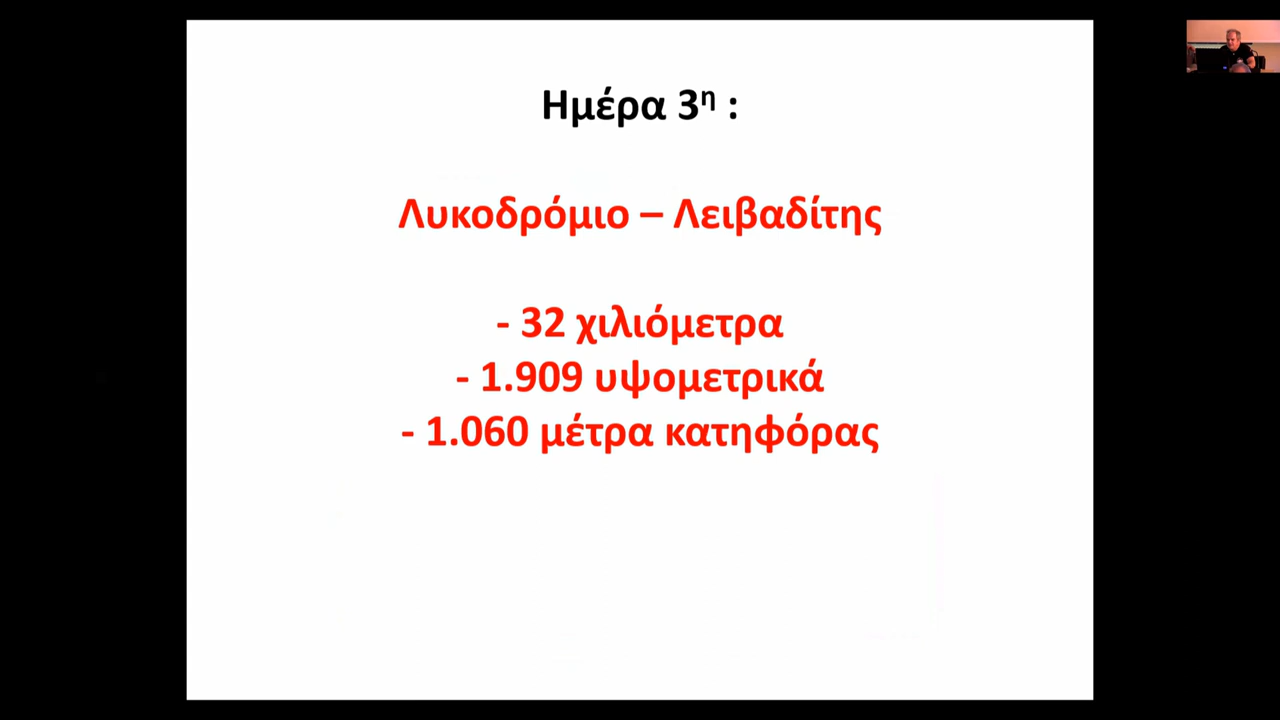 Ημέρα 3η :
Λυκοδρόμιο – Λειβαδίτης
- 32 χιλιόμετρα
- 1.909 υψομετρικά
- 1.060 μέτρα κατηφόρας